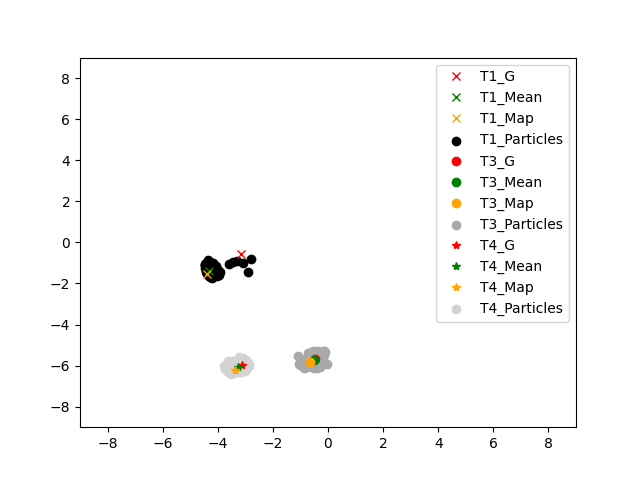 8
6
4
2
0
−2
−4
−6
−8
−8 −6 −4 −2 0 2 4 6 8
T1_G
T1_Mean
T1_Map
T1_Particles
T3_G
T3_Mean
T3_Map
T3_Particles
T4_G
T4_Mean
T4_Map
T4_Particles